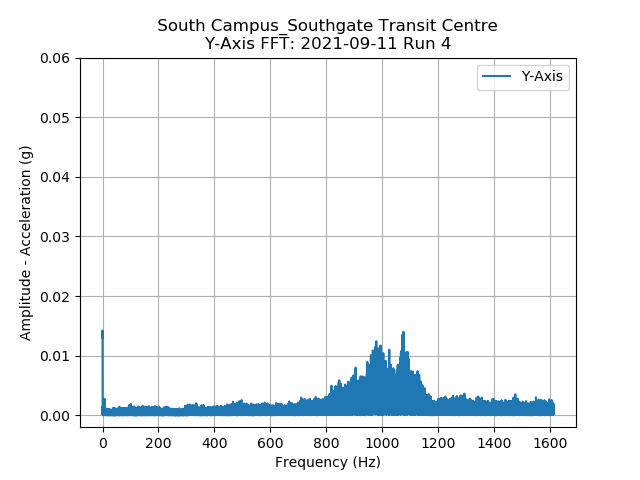 South Campus_Southgate Transit Centre
Y-Axis FFT: 2021-09-11 Run 4
Y-Axis
0.06
0.05
0.04
0.03
0.02
0.01
0.00
Amplitude - Acceleration (g)
0 200 400 600 800 1000 1200 1400 1600
Frequency (Hz)